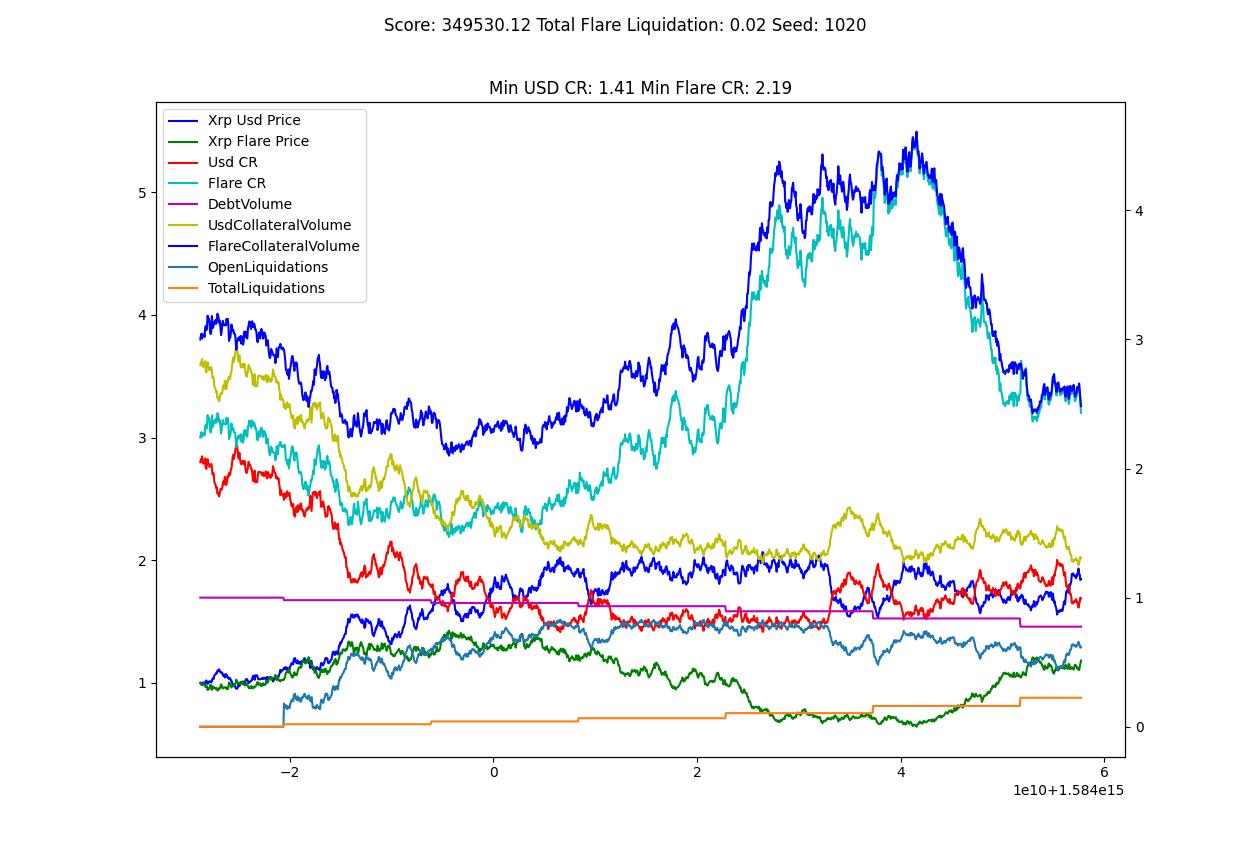 Score: 349530.12 Total Flare Liquidation: 0.02 Seed: 1020
Min USD CR: 1.41 Min Flare CR: 2.19
Xrp Usd Price
Xrp Flare Price
Usd CR
Flare CR
DebtVolume
UsdCollateralVolume
FlareCollateralVolume
OpenLiquidations
TotalLiquidations
5
4
3
2
1
4
3
2
1
0
−2
0
2
4
6
1e10+1.584e15